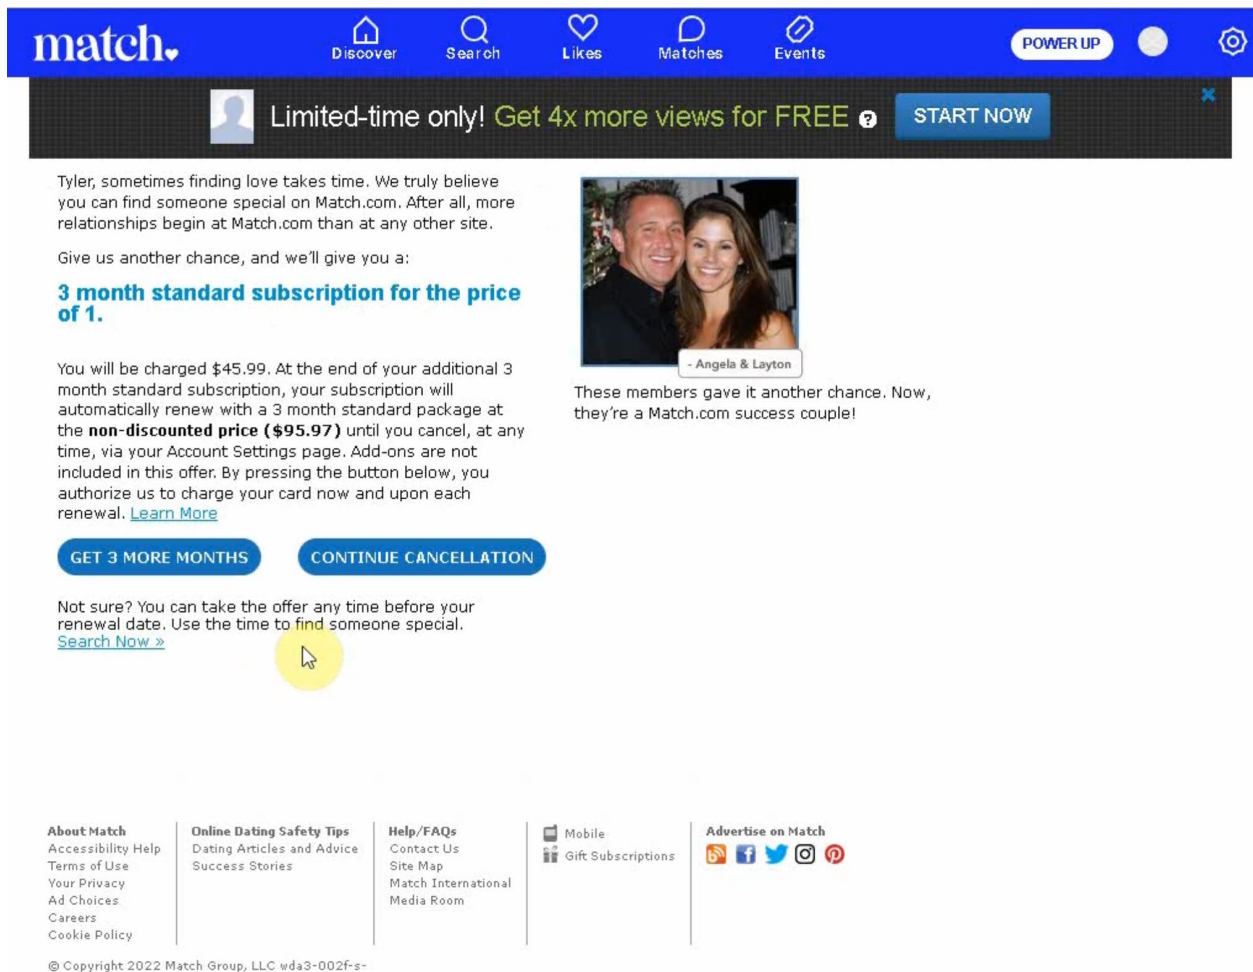 match
Discover
Search
Likes
Matches
Events
POWER UP
Limited-time only! Get 4x more views for FREE ?
START NOW
Tyler, sometimes finding love takes time. We truly believe
you can find someone special on Match.com. After all, more
relationships begin at Match.com than at any other site.
Give us another chance, and we'll give you a:
3 month standard subscription for the price
of 1.
You will be charged $45.99. At the end of your additional 3
month standard subscription, your subscription will
automatically renew with a 3 month standard package at
the non-discounted price ($95.97) until you cancel, at any
time, via your Account Settings page. Add-ons are not
included in this offer. By pressing the button below, you
authorize us to charge your card now and upon each
renewal. Learn More
GET 3 MORE MONTHS
CONTINUE CANCELLATION
Not sure? You can take the offer any time before your
renewal date. Use the time to find someone special.
Search Now »
- Angela & Layton
These members gave it another chance. Now,
they're a Match.com success couple!
About Match
Accessibility Help
Terms of Use
Your Privacy
Ad Choices
Careers
Cookie Policy
Online Dating Safety Tips
Dating Articles and Advice
Success Stories
Help/FAQs
Contact Us
Site Map
Match International
Media Room
Mobile
Gift Subscriptions
Advertise on Match
© Copyright 2022 Match Group, LLC wda3-002f-s-